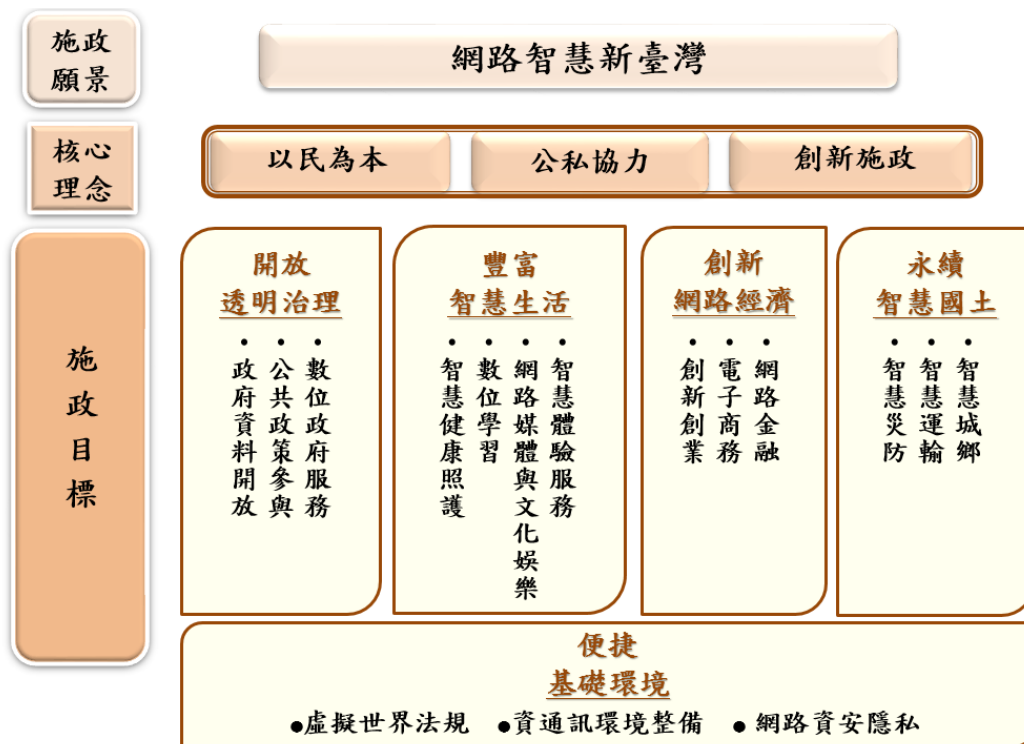 施政
願景
網路智慧新臺灣
核心
理念
以民為本
公私協力
創新施政
施政目標
開放
透明治理
• 數位政府服務
• 公共政策參與
• 政府資料開放
豐富
智慧生活
• 智慧體驗服務
• 網路媒體與文化娛樂
• 數位學習
• 智慧健康照護
創新
網路經濟
• 網路金融
• 電子商務
• 創新創業
永續
智慧國土
• 智慧城鄉
• 智慧運輸
• 智慧災防
便捷
基礎環境
●虛擬世界法規 ●資通訊環境整備 ● 網路資安隱私